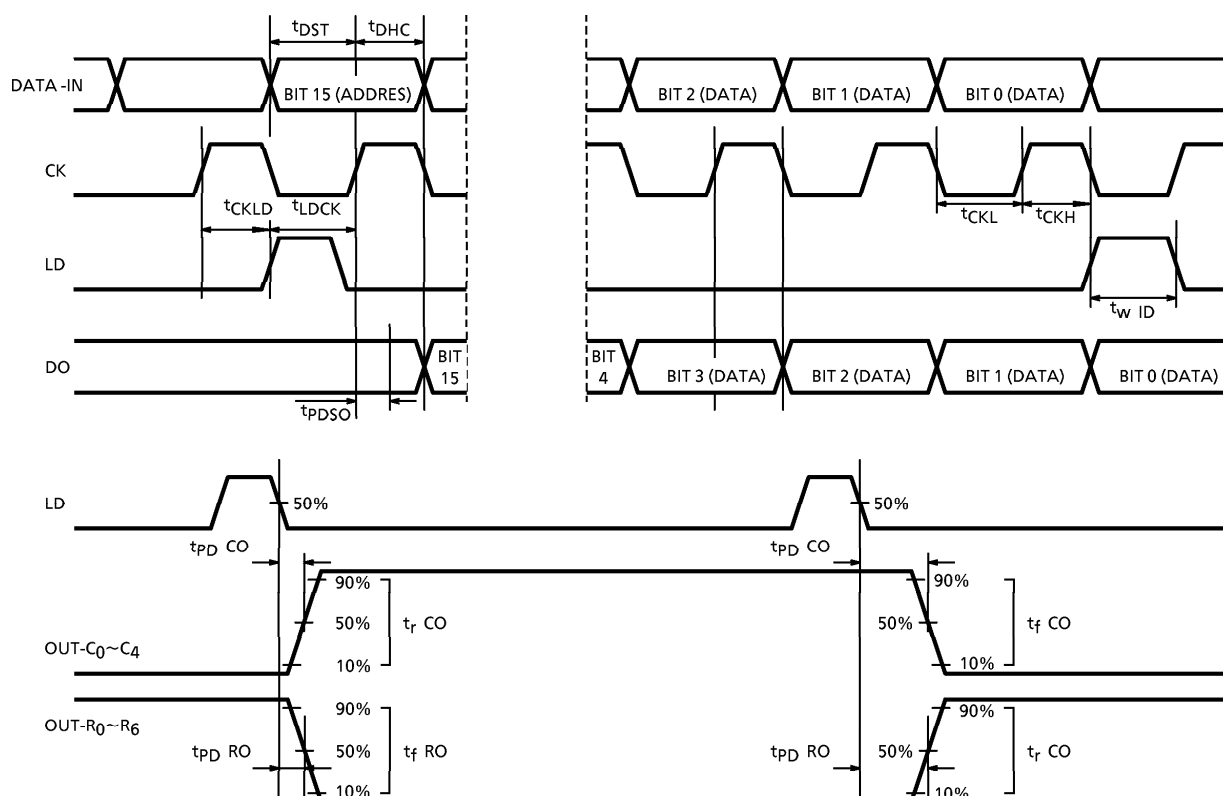 tDST tDHC
DATA-IN BIT 15 (ADDRES) BIT 2 (DATA) BIT 1 (DATA) BIT 0 (DATA)
CK
tCKLD tLDCK tCKL tCKH
LD
tw ID
DO BIT 15 BIT 4 BIT 3 (DATA) BIT 2 (DATA) BIT 1 (DATA) BIT 0 (DATA)
tPDSO
LD 50% 50%
tPD CO tPD CO
90% 90%
50% tr CO 50% tf CO
OUT-C0~C4 10% 10%
OUT-R0~R6 90% 90%
tPD RO 50% tf RO tPD RO 50% tr CO
10% 10%